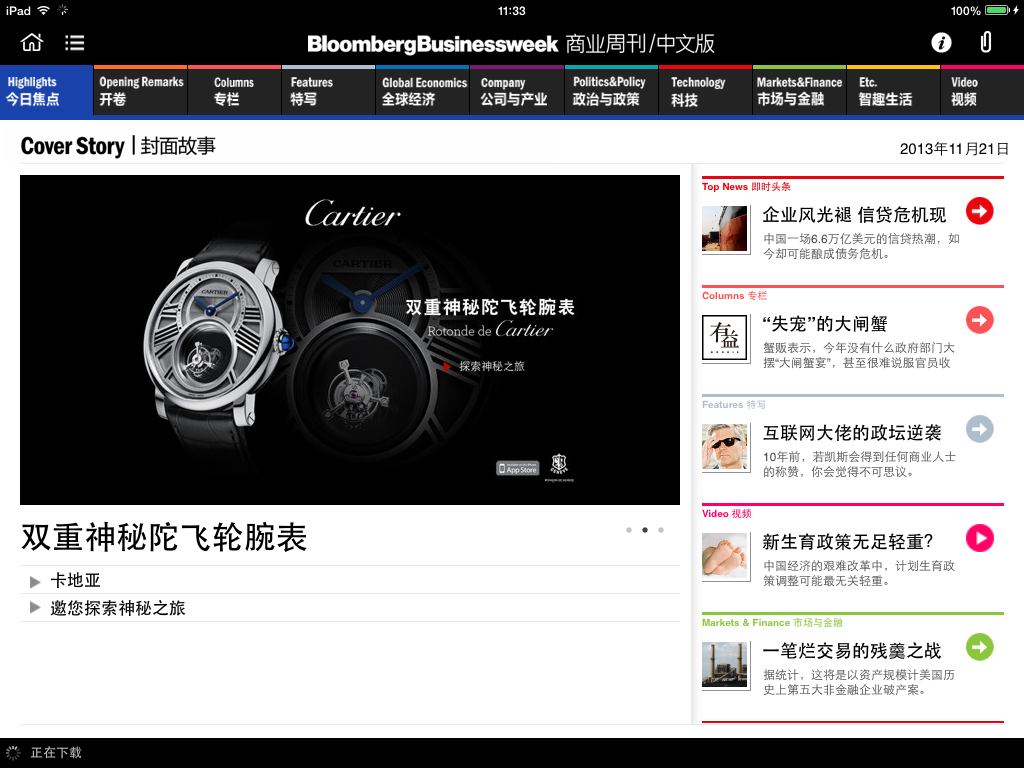 iPad
11:33
100%
BloombergBusinessweek 商业周刊/中文版
Highlights
今日焦点
Opening Remarks
开卷
Columns
专栏
Features
特写
Global Economics
全球经济
Company
公司与产业
Politics&Policy
政治与政策
Technology
科技
Markets&Finance
市场与金融
Etc.
智趣生活
Video
视频
Cover Story | 封面故事
2013年11月21日
Cartier
CARTIER
双重神秘陀飞轮腕表
Rotonde de Cartier
探索神秘之旅
App Store
双重神秘陀飞轮腕表
卡地亚
邀您探索神秘之旅
Top News 即时头条
企业风光褪 信贷危机现
中国一场6.6万亿美元的信贷热潮，如
今却可能酿成债务危机。
Columns 专栏
有益
“失宠”的大闸蟹
蟹贩表示，今年没有什么政府部门大
摆“大闸蟹宴”，甚至很难说服官员收
Features 特写
互联网大佬的政坛逆袭
10年前，若凯斯会得到任何商业人士
的称赞，你会觉得不可思议。
Video 视频
新生育政策无足轻重?
中国经济的艰难改革中，计划生育政
策调整可能最无关轻重。
Markets & Finance 市场与金融
一笔烂交易的残羹之战
据统计，这将是以资产规模计美国历
史上第五大非金融企业破产案。
正在下载